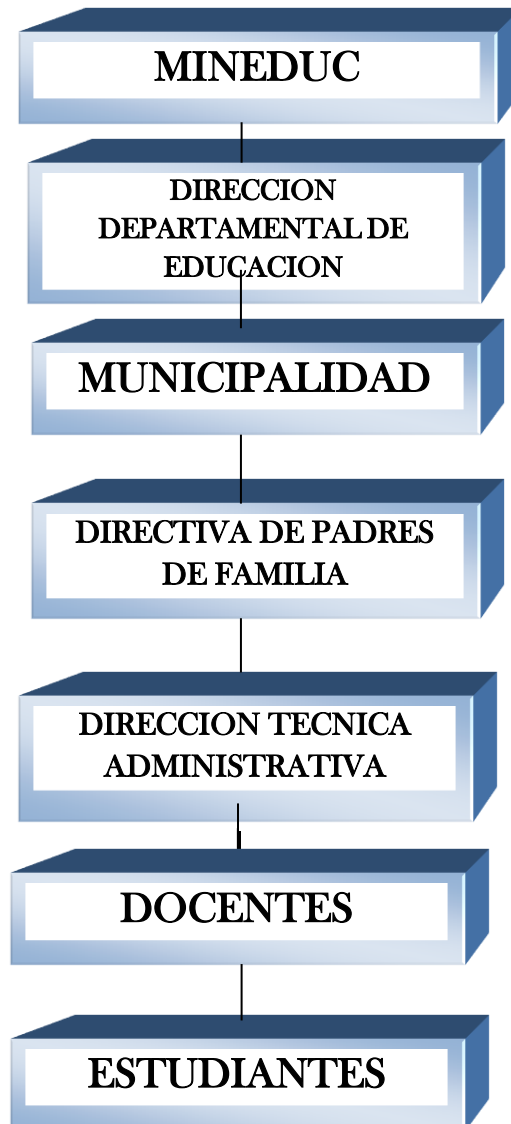 MINEDUC
DIRECCION
DEPARTAMENTAL DE
EDUCACION
MUNICIPALIDAD
DIRECTIVA DE PADRES
DE FAMILIA
DIRECCION TECNICA
ADMINISTRATIVA
DOCENTES
ESTUDIANTES